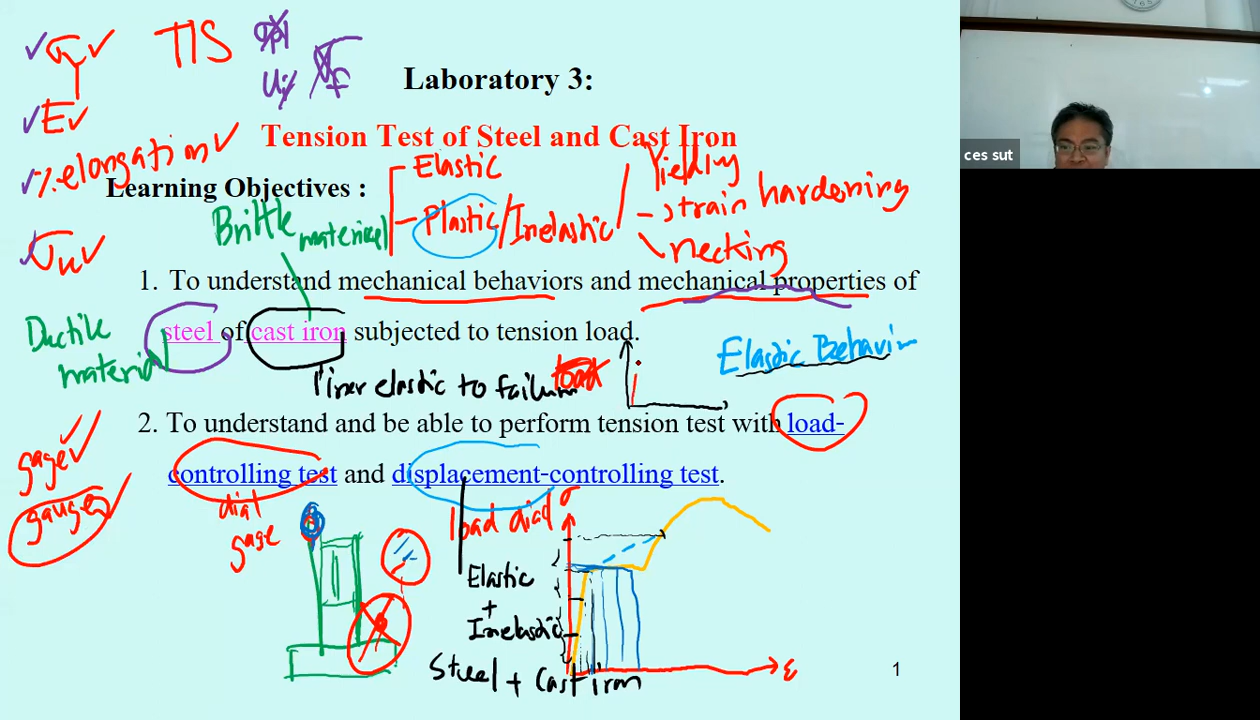 σy TIS
Laboratory 3:
E
Tension Test of Steel and Cast Iron
% elongation
Elastic
Yielding
Learning Objectives :
Plastic/Inelastic
strain hardening
Brittle material
necking
σu
1. To understand mechanical behaviors and mechanical properties of
Ductile material
steel of cast iron subjected to tension load.
Elastic Behavior
elastic to failure
load
2. To understand and be able to perform tension test with load-
controlling test and displacement-controlling test.
gage
gauge
dial gage
load dial
σ
Elastic
+
Inelastic
Steel + Cast iron
ε
1
ces sut